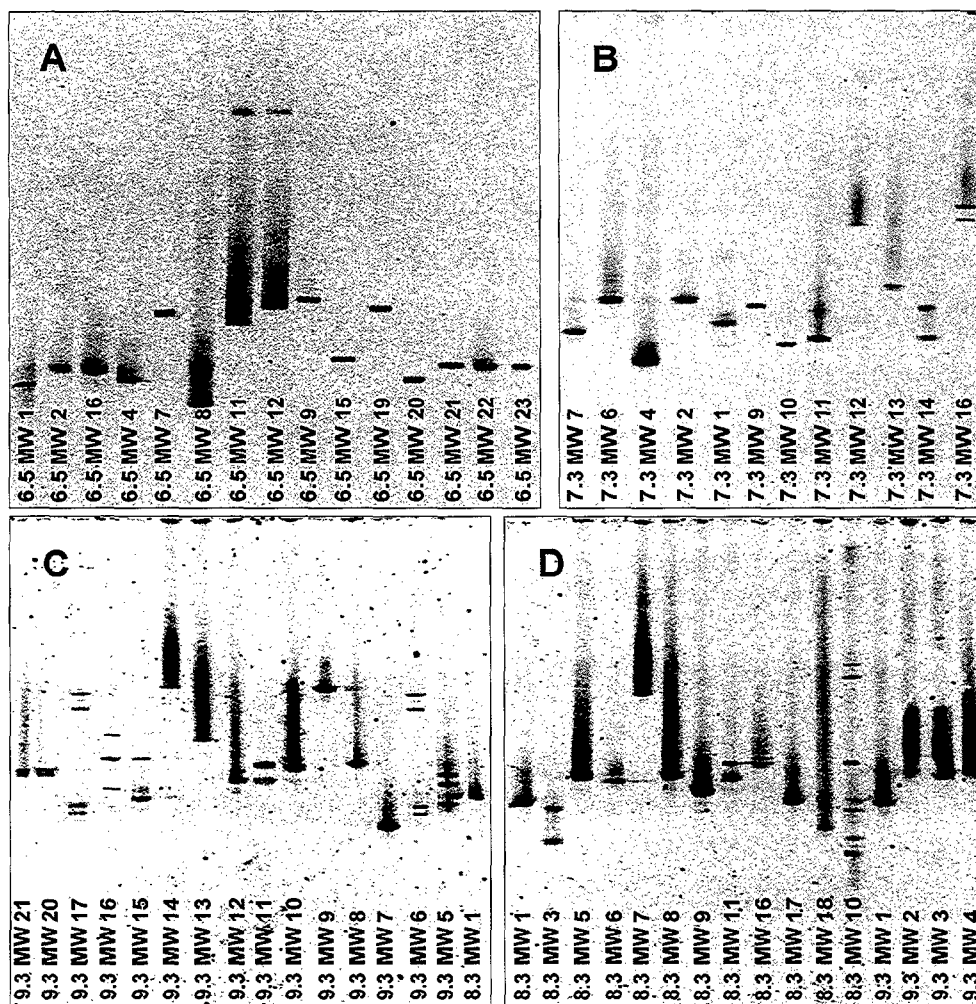 A
6.5 MW 1
6.5 MW 2
6.5 MW 16
6.5 MW 4
6.5 MW 7
6.5 MW 8
6.5 MW 11
6.5 MW 12
6.5 MW 9
6.5 MW 15
6.5 MW 19
6.5 MW 20
6.5 MW 21
6.5 MW 22
6.5 MW 23
B
7.3 MW 7
7.3 MW 6
7.3 MW 4
7.3 MW 2
7.3 MW 1
7.3 MW 9
7.3 MW 10
7.3 MW 11
7.3 MW 12
7.3 MW 13
7.3 MW 14
7.3 MW 16
C
9.3 MW 21
9.3 MW 20
9.3 MW 17
9.3 MW 16
9.3 MW 15
9.3 MW 14
9.3 MW 13
9.3 MW 12
9.3 MW 11
9.3 MW 10
9.3 MW 9
9.3 MW 8
9.3 MW 7
9.3 MW 6
9.3 MW 5
9.3 MW 1
D
8.3 MW 1
8.3 MW 3
8.3 MW 5
8.3 MW 6
8.3 MW 7
8.3 MW 8
8.3 MW 9
8.3 MW 11
8.3 MW 16
8.3 MW 17
8.3 MW 18
8.3 MW 10
9.3 MW 1
9.3 MW 2
9.3 MW 3
MW 4